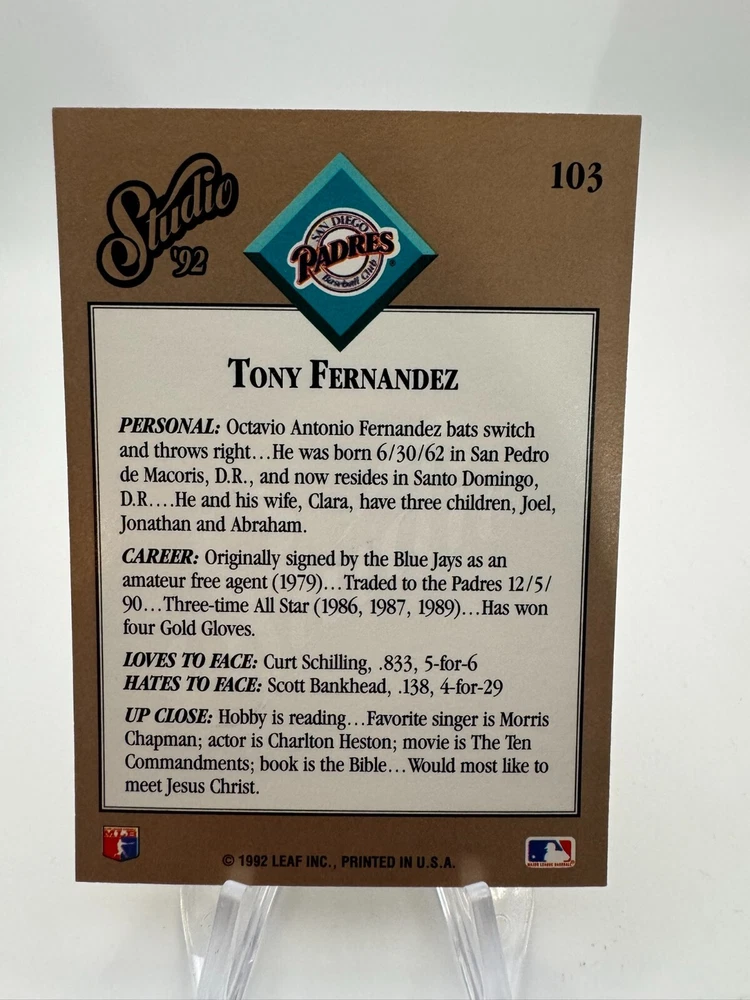 Studio
'92
103
SAN DIEGO
PADRES
Baseball Club
TONY FERNANDEZ
PERSONAL: Octavio Antonio Fernandez bats switch
and throws right...He was born 6/30/62 in San Pedro
de Macoris, D.R., and now resides in Santo Domingo,
D.R....He and his wife, Clara, have three children, Joel,
Jonathan and Abraham.
CAREER: Originally signed by the Blue Jays as an
amateur free agent (1979)...Traded to the Padres 12/5/
90...Three-time All Star (1986, 1987, 1989)...Has won
four Gold Gloves.
LOVES TO FACE: Curt Schilling, .833, 5-for-6
HATES TO FACE: Scott Bankhead, .138, 4-for-29
UP CLOSE: Hobby is reading...Favorite singer is Morris
Chapman; actor is Charlton Heston; movie is The Ten
Commandments; book is the Bible...Would most like to
meet Jesus Christ.
© 1992 LEAF INC., PRINTED IN U.S.A.
MAJOR LEAGUE BASEBALL